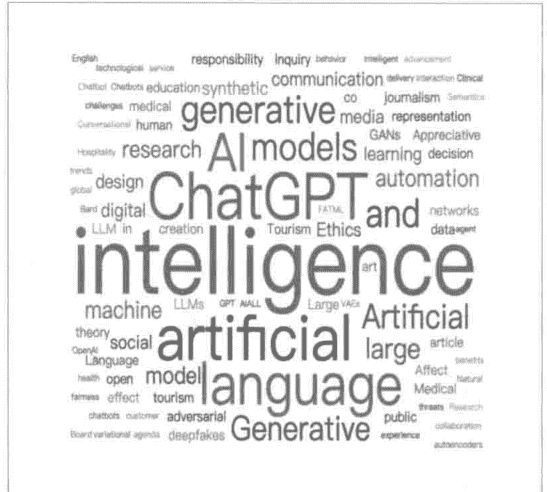 English responsibility Inquiry behavior intelligent advancement
technological service
communication delivery interaction Clinical
Chatbot Chatbots education synthetic
co journalism Semantics
challenges medical generative media representation
Conversational human
GANs Appreciative
Hospitality research AI models learning decision
trends
global design ChatGPT automation
Bard digital FATML and networks
LLM in creation Tourism Ethics data agent
intelligence
art
machine LLMs GPT AIALL Large VAEs Artificial
theory social artificial large article
OpenAI
Language benefits
health open model language Affect Natural
Medical
fairness effect tourism threats Research
chatbots customer adversarial Generative public
collaboration
Board variational agenda deepfakes experience
autoencoders